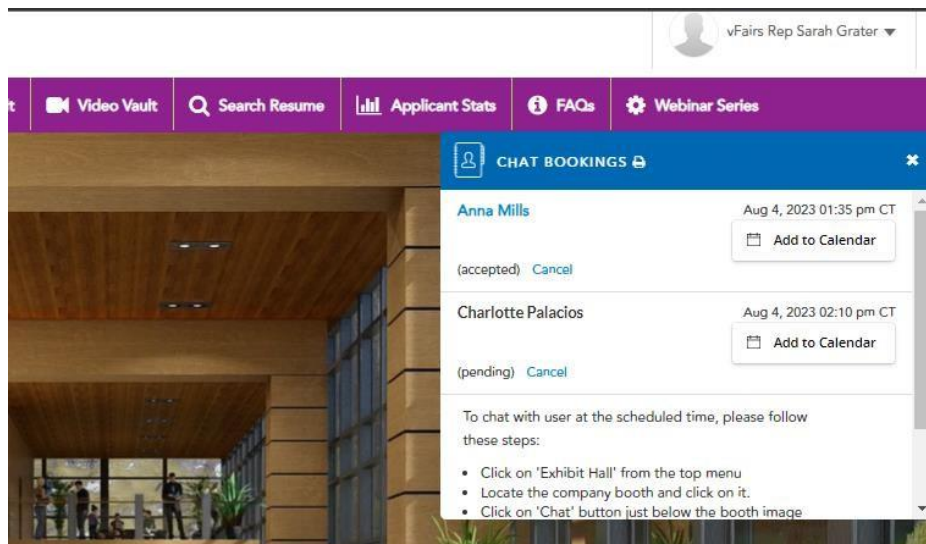 vFairs Rep Sarah Grater
t
Video Vault
Search Resume
Applicant Stats
FAQs
Webinar Series
CHAT BOOKINGS
Anna Mills
Aug 4, 2023 01:35 pm CT
Add to Calendar
(accepted) Cancel
Charlotte Palacios
Aug 4, 2023 02:10 pm CT
Add to Calendar
(pending) Cancel
To chat with user at the scheduled time, please follow
these steps:
• Click on 'Exhibit Hall' from the top menu
• Locate the company booth and click on it.
• Click on 'Chat' button just below the booth image